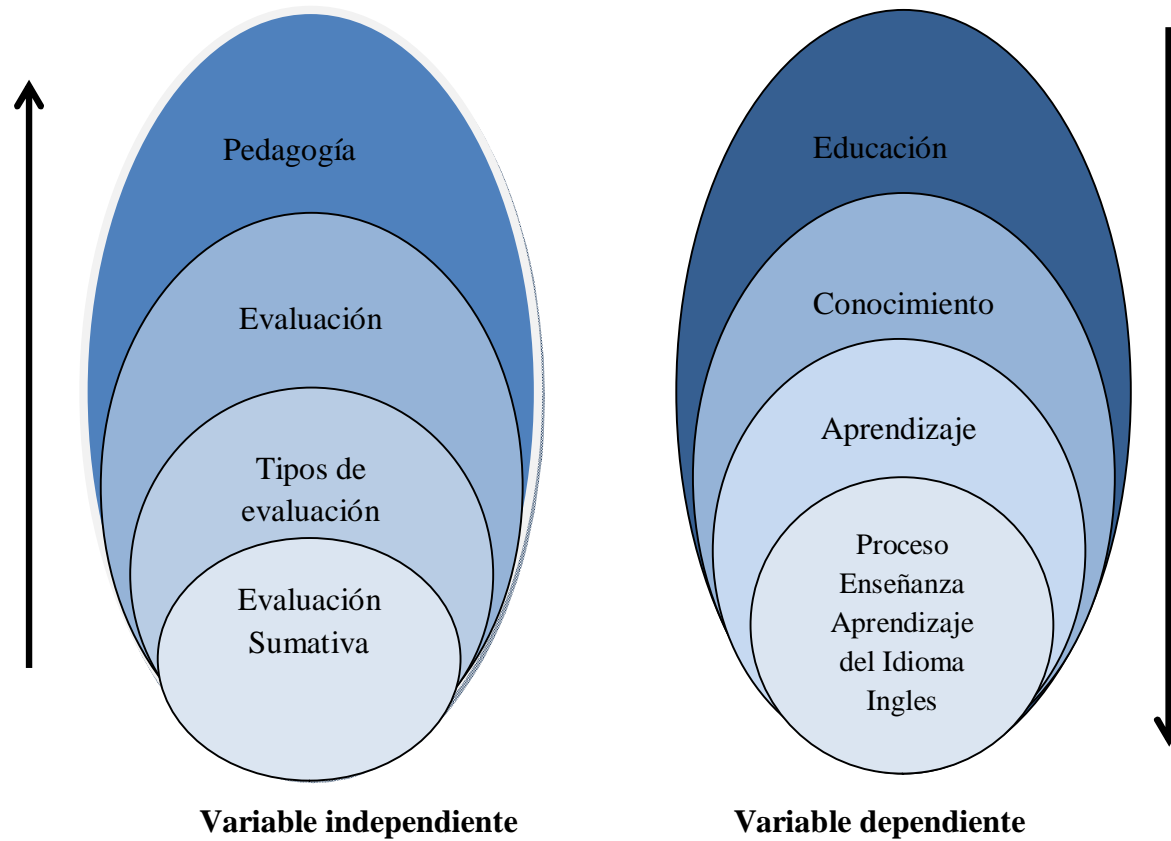 Pedagogía
Evaluación
Tipos de
evaluación
Evaluación
Sumativa
Variable independiente
Educación
Conocimiento
Aprendizaje
Proceso
Enseñanza
Aprendizaje
del Idioma
Ingles
Variable dependiente